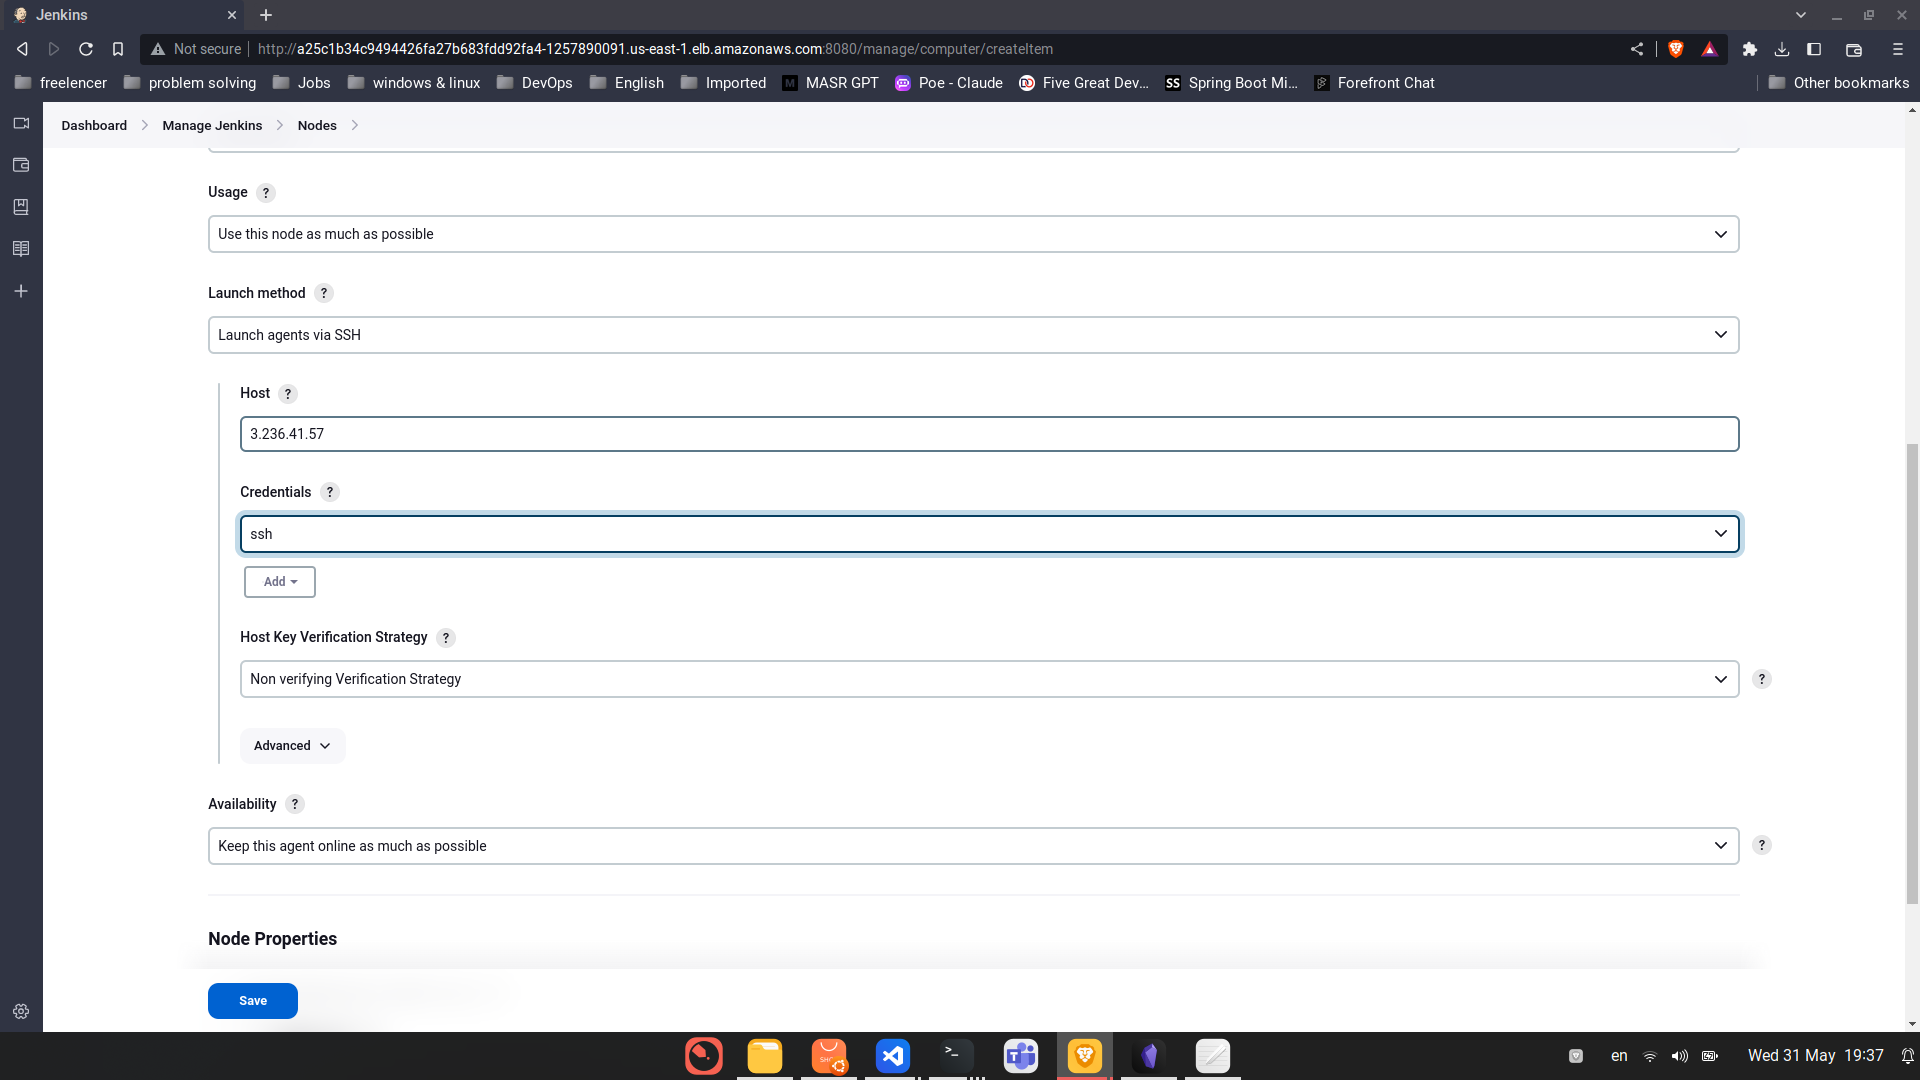 Jenkins
Not secure
http://a25c1b34c9494426fa27b683fdd92fa4-1257890091.us-east-1.elb.amazonaws.com:8080/manage/computer/createItem
freelencer
problem solving
Jobs
windows & linux
DevOps
English
Imported
M MASR GPT
Poe - Claude
Five Great Dev...
SS Spring Boot Mi...
Forefront Chat
Other bookmarks
Dashboard > Manage Jenkins > Nodes >
Usage ?
Use this node as much as possible
Launch method ?
Launch agents via SSH
Host ?
3.236.41.57
Credentials ?
ssh
Add
Host Key Verification Strategy ?
Non verifying Verification Strategy
?
Advanced
Availability ?
Keep this agent online as much as possible
?
Node Properties
Save
en
Wed 31 May 19:37